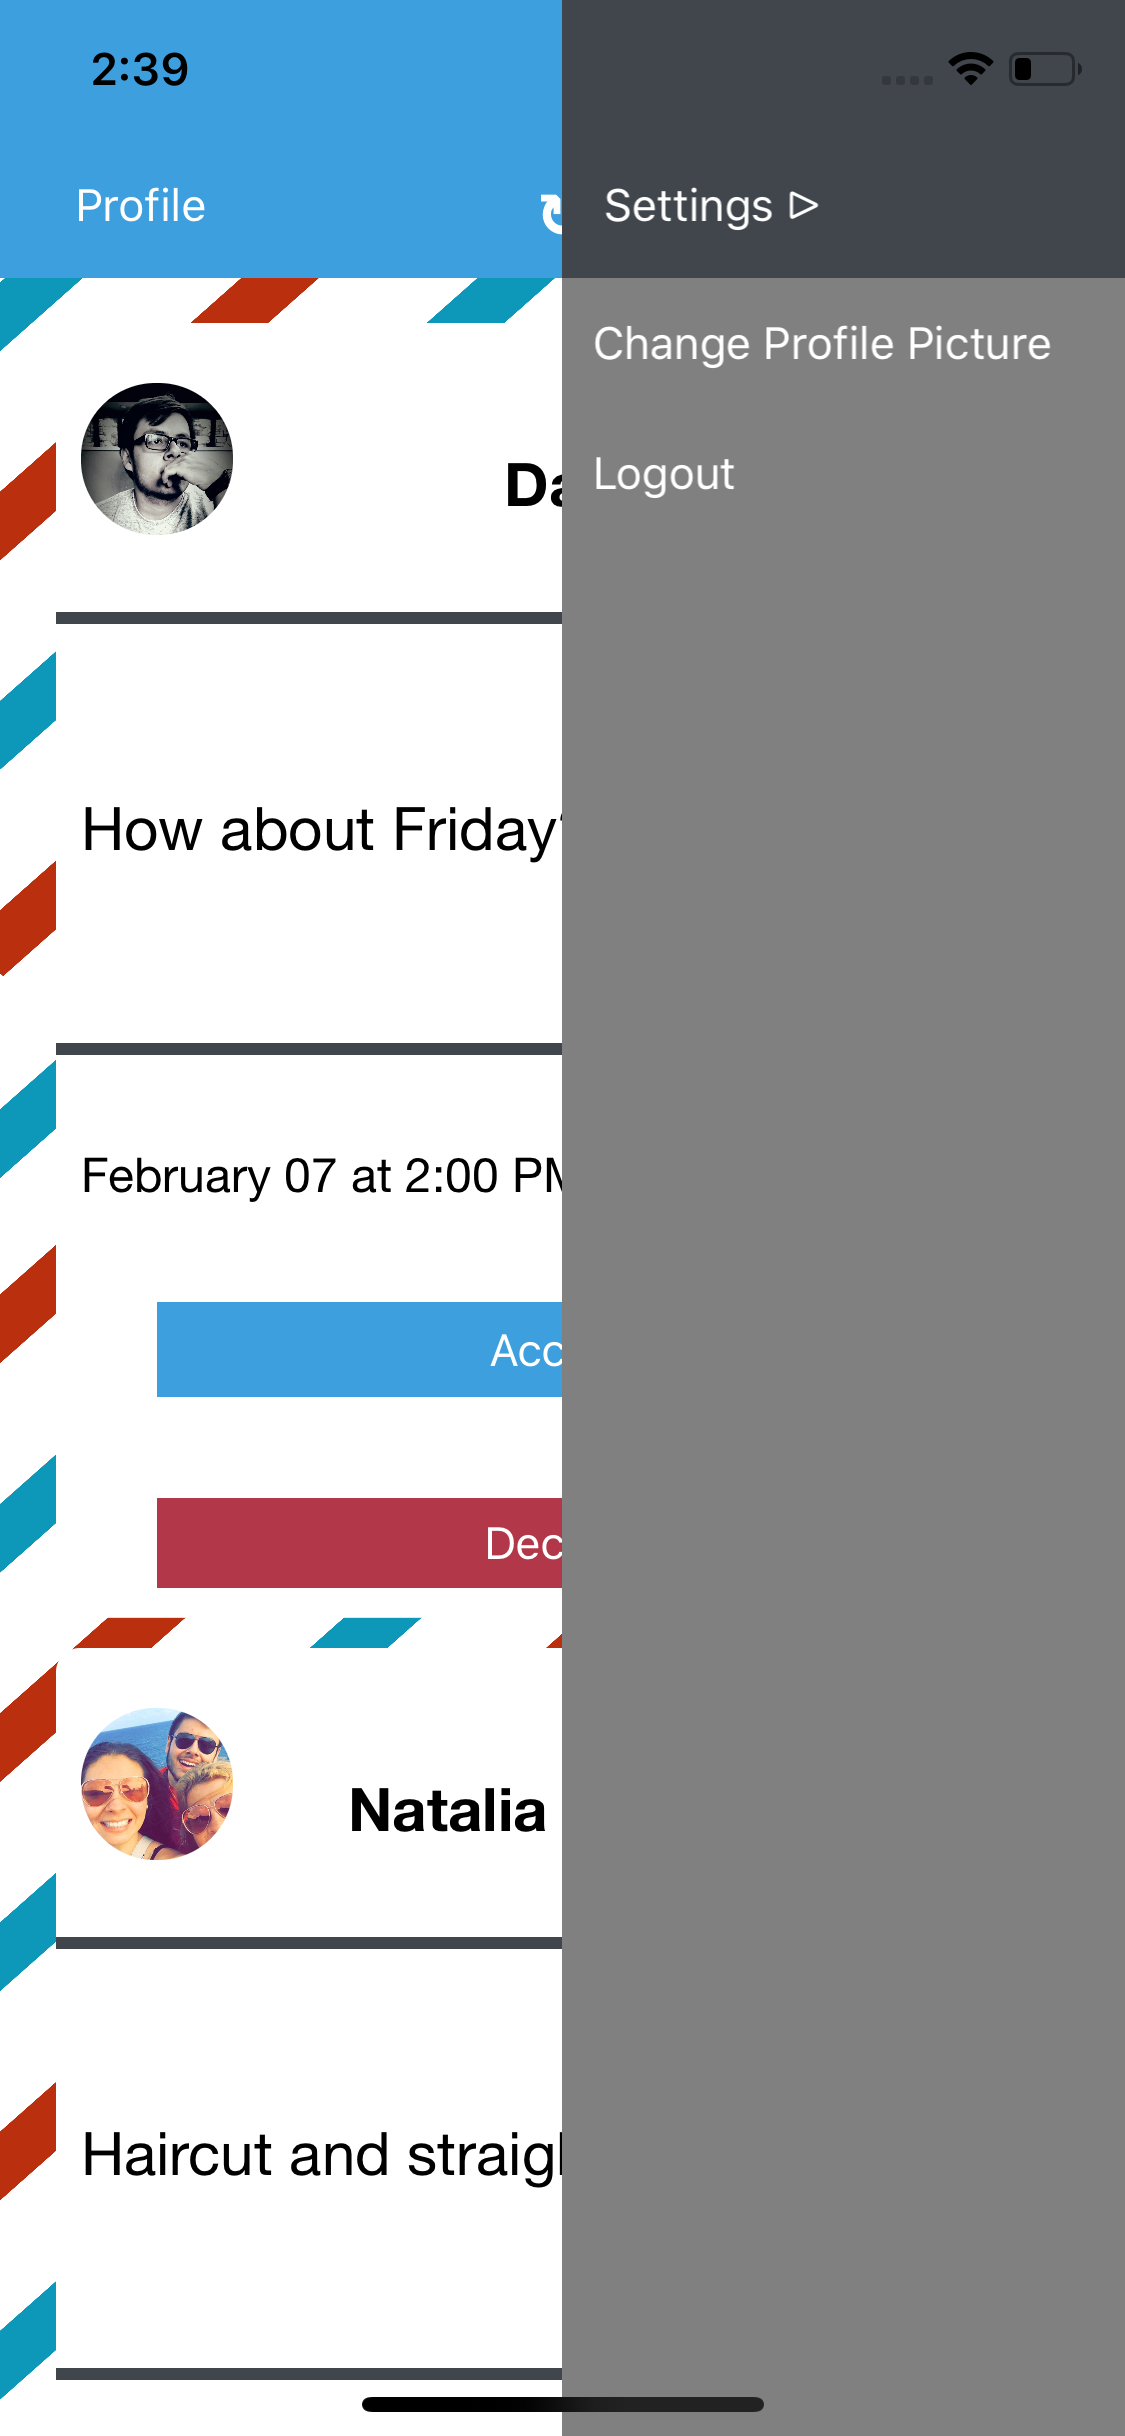 2:39
Profile
Settings
Change Profile Picture
Logout
Da
How about Friday
February 07 at 2:00 PM
Acc
Dec
Natalia
Haircut and straigh